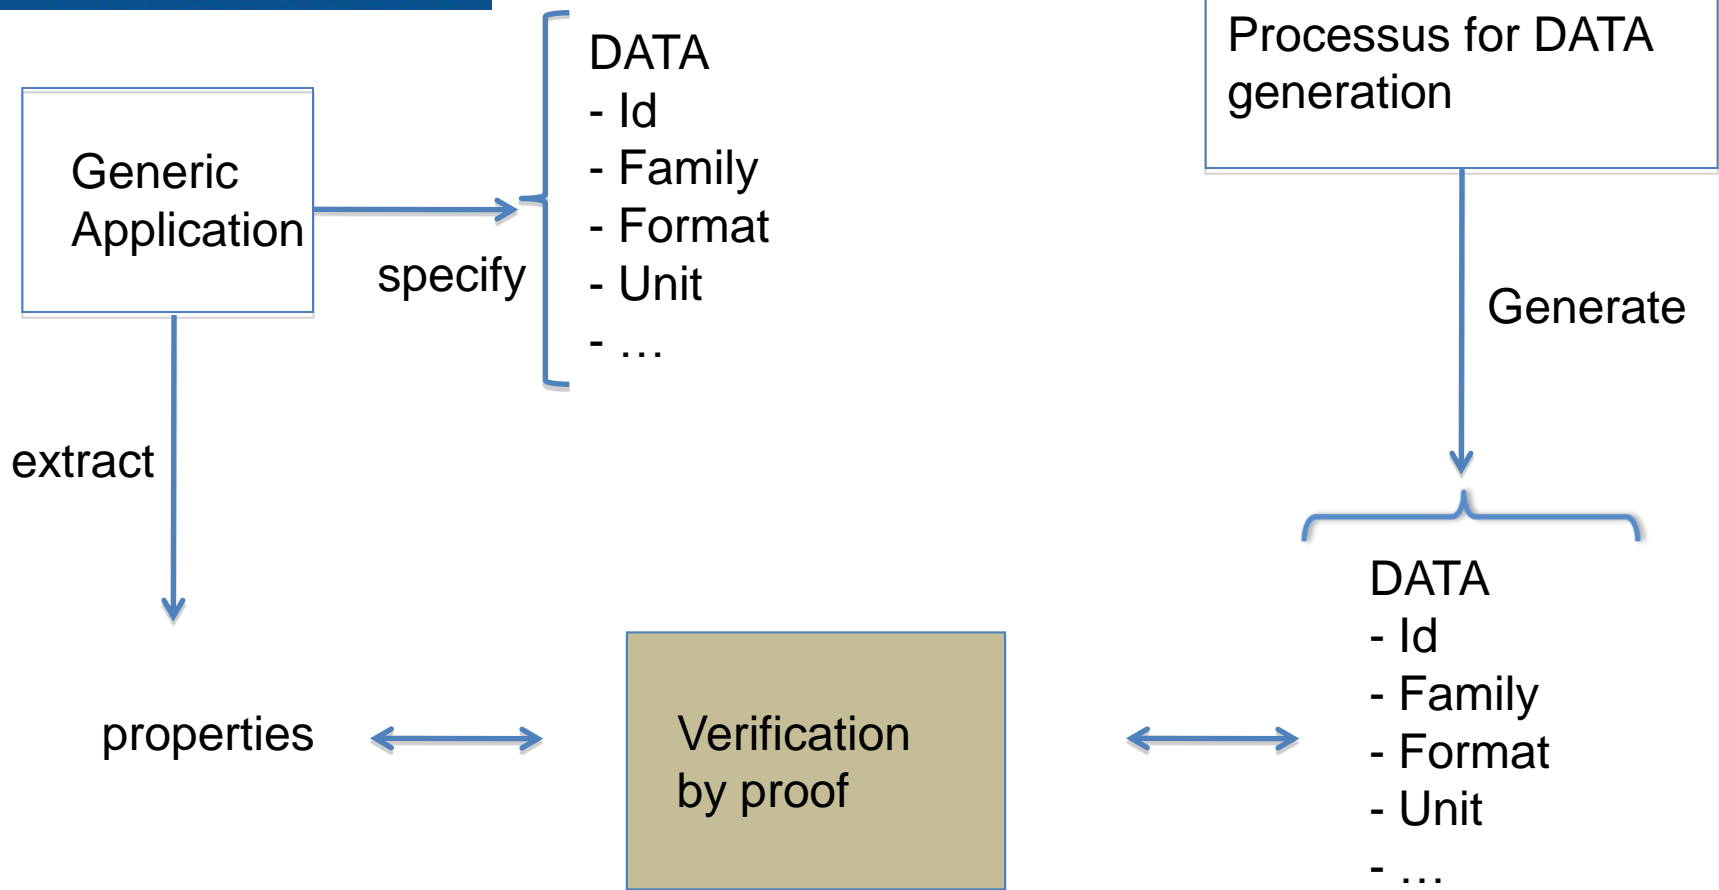 DATA
- Id
- Family
- Format
- Unit
- …
Processus for DATA
generation
Generic
Application
specify
Generate
extract
properties
Verification
by proof
DATA
- Id
- Family
- Format
- Unit
- …